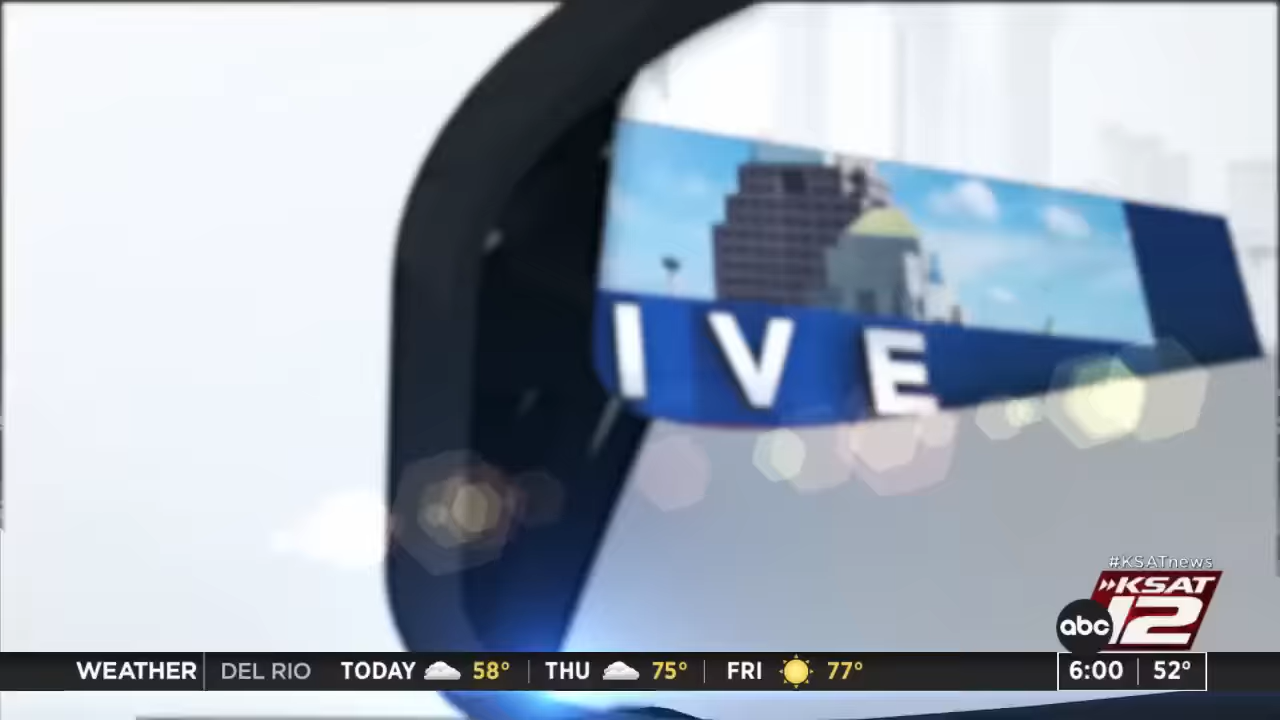 IVE
#KSATnews
KSAT
12
abc
WEATHER DEL RIO TODAY 58° THU 75° FRI 77° 6:00 52°